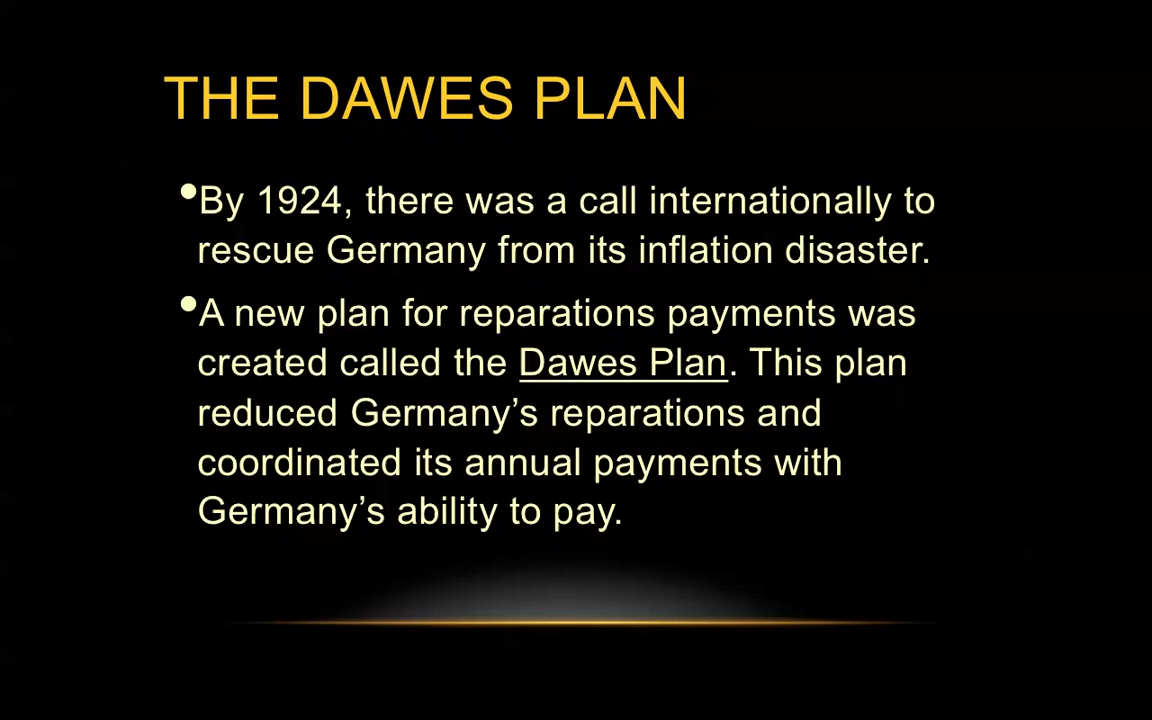 THE DAWES PLAN
•By 1924, there was a call internationally to
rescue Germany from its inflation disaster.
•A new plan for reparations payments was
created called the Dawes Plan. This plan
reduced Germany’s reparations and
coordinated its annual payments with
Germany’s ability to pay.